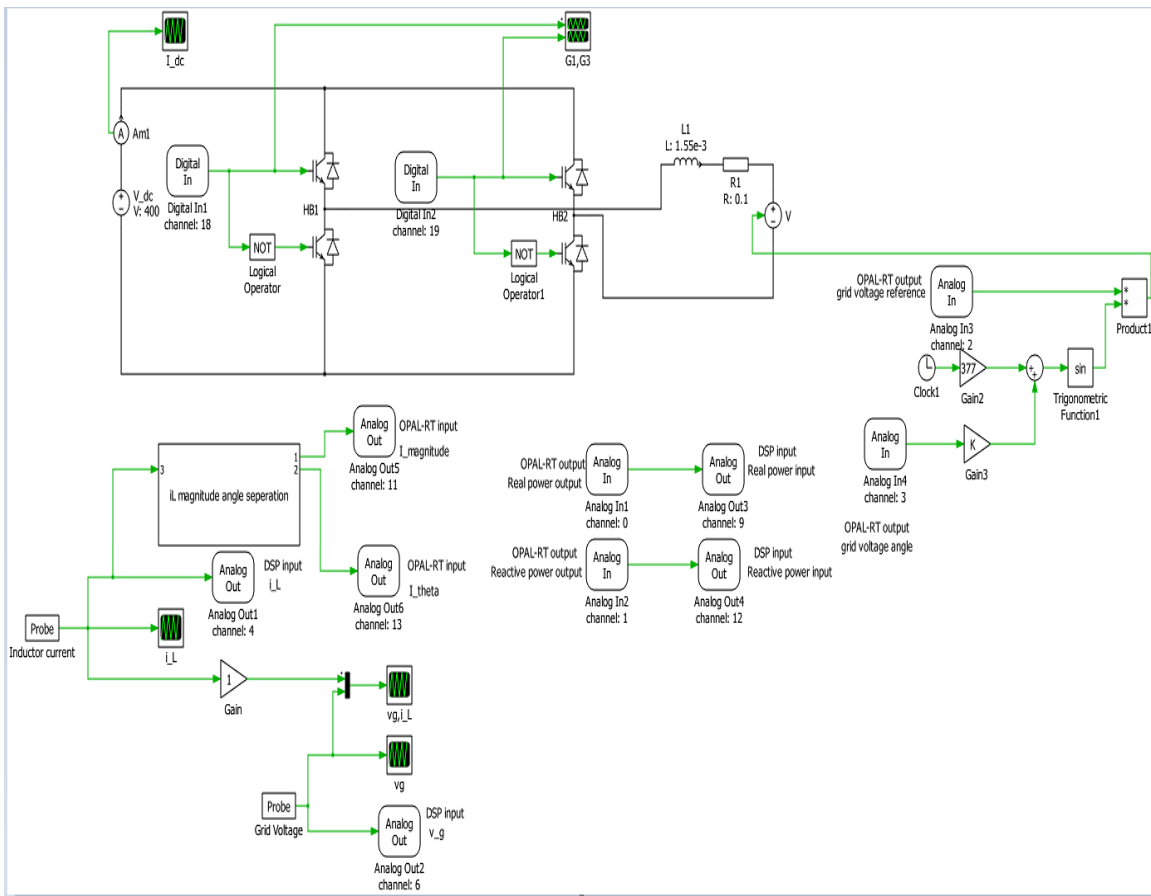 I_dc
G1,G3
A
Am1
V_dc
V: 400
Digital
In
Digital In1
channel: 18
NOT
Logical
Operator
HB1
Digital
In
Digital In2
channel: 19
NOT
Logical
Operator1
HB2
L1
L: 1.55e-3
R1
R: 0.1
V
OPAL-RT output
grid voltage reference
Analog
In
Analog In3
channel: 2
*
*
Product1
Clock1
377
Gain2
+
+
sin
Trigonometric
Function1
Analog
In
Analog In4
channel: 3
K
Gain3
OPAL-RT output
grid voltage angle
3
1
2
iL magnitude angle seperation
Analog
Out
OPAL-RT input
I_magnitude
Analog Out5
channel: 11
Analog
Out
DSP input
i_L
Analog Out1
channel: 4
Analog
Out
OPAL-RT input
I_theta
Analog Out6
channel: 13
OPAL-RT output
Real power output
Analog
In
Analog In1
channel: 0
Analog
Out
DSP input
Real power input
Analog Out3
channel: 9
OPAL-RT output
Reactive power output
Analog
In
Analog In2
channel: 1
Analog
Out
DSP input
Reactive power input
Analog Out4
channel: 12
Probe
Inductor current
i_L
1
Gain
vg,i_L
vg
Probe
Grid Voltage
Analog
Out
DSP input
v_g
Analog Out2
channel: 6